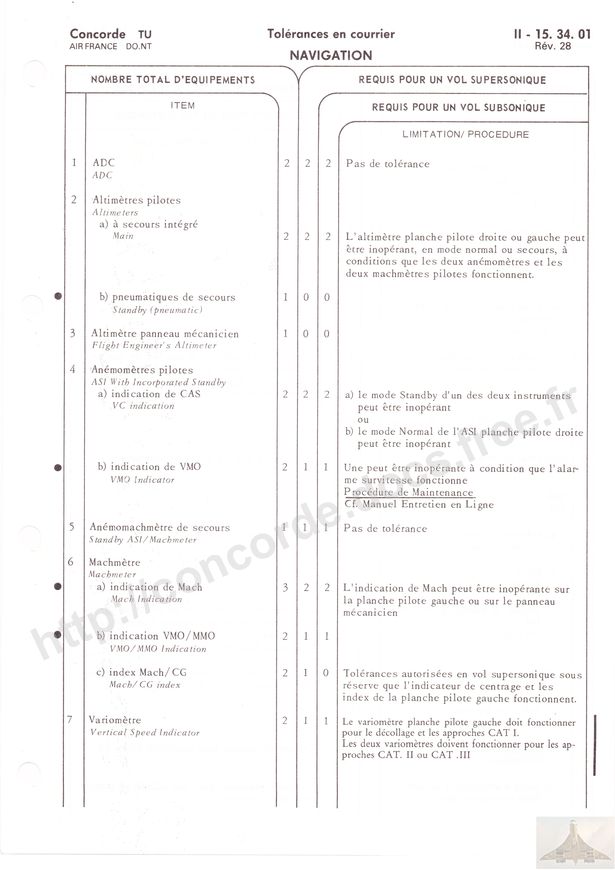 Concorde TU
AIR FRANCE DO.NT
Tolérances en courrier
NAVIGATION
II - 15. 34. 01
Rév. 28
NOMBRE TOTAL D'EQUIPEMENTS
REQUIS POUR UN VOL SUPERSONIQUE
ITEM
REQUIS POUR UN VOL SUBSONIQUE
LIMITATION/ PROCEDURE
1 ADC 2 2 2 Pas de tolérance
ADC
2 Altimètres pilotes
Altimeters
a) à secours intégré
Main 2 2 2 L'altimètre planche pilote droite ou gauche peut
être inopérant, en mode normal ou secours, à
conditions que les deux anémomètres et les
deux machmètres pilotes fonctionnent.
b) pneumatiques de secours 1 0 0
Standby (pneumatic)
3 Altimètre panneau mécanicien 1 0 0
Flight Engineer's Altimeter
4 Anémomètres pilotes
ASI With Incorporated Standby
a) indication de CAS 2 2 2 a) le mode Standby d'un des deux instruments
VC indication peut être inopérant
ou
b) le mode Normal de l'ASI planche pilote droite
peut être inopérant
b) indication de VMO 2 1 1 Une peut être inopérante à condition que l'alar-
VMO Indicator me survitesse fonctionne
Procédure de Maintenance
Cf. Manuel Entretien en Ligne
5 Anémomachmètre de secours 1 1 1 Pas de tolérance
Standby ASI/Machmeter
6 Machmètre
Machmeter
a) indication de Mach 3 2 2 L'indication de Mach peut être inopérante sur
Mach Indication la planche pilote gauche ou sur le panneau
mécanicien
b) indication VMO/MMO 2 1 1
VMO/MMO Indication
c) index Mach/CG 2 1 0 Tolérances autorisées en vol supersonique sous
Mach/CG index réserve que l'indicateur de centrage et les
index de la planche pilote gauche fonctionnent.
7 Variomètre 2 1 1 Le variomètre planche pilote gauche doit fonctionner
Vertical Speed Indicator pour le décollage et les approches CAT I.
Les deux variomètres doivent fonctionner pour les ap-
proches CAT. II ou CAT .III
http://concorde.docs.free.fr